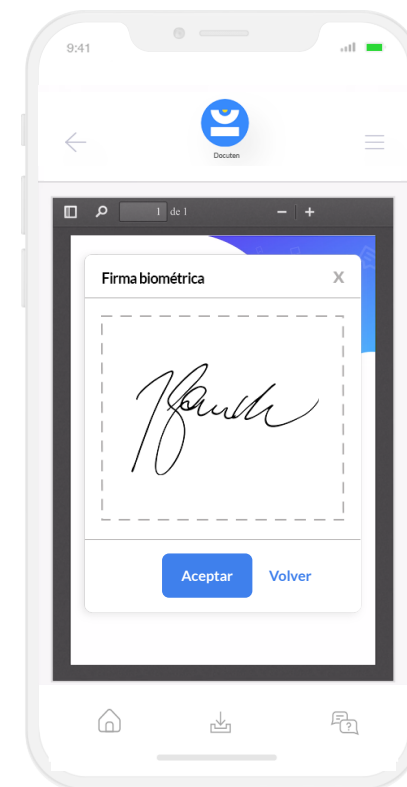 9:41
Docuten
1 de 1
Firma biométrica
X
Aceptar
Volver
?